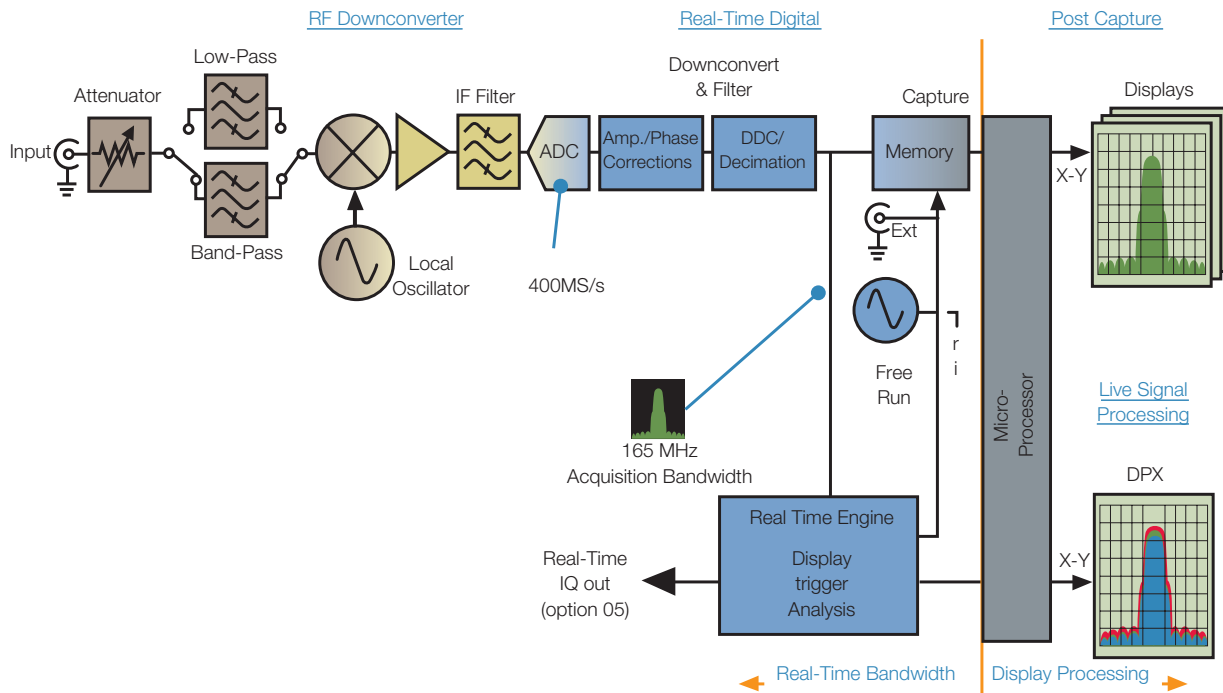 RF Downconverter
Real-Time Digital
Post Capture
Low-Pass
Downconvert
& Filter
Attenuator
IF Filter
Capture
Displays
Input
ADC
Amp./Phase
Corrections
DDC/
Decimation
Memory
X-Y
Ext
Band-Pass
Local
Oscillator
400MS/s
r
i
Free
Run
Micro-
Processor
Live Signal
Processing
165 MHz
Acquisition Bandwidth
DPX
Real Time Engine
Display
trigger
Analysis
Real-Time
IQ out
(option 05)
X-Y
Real-Time Bandwidth
Display Processing